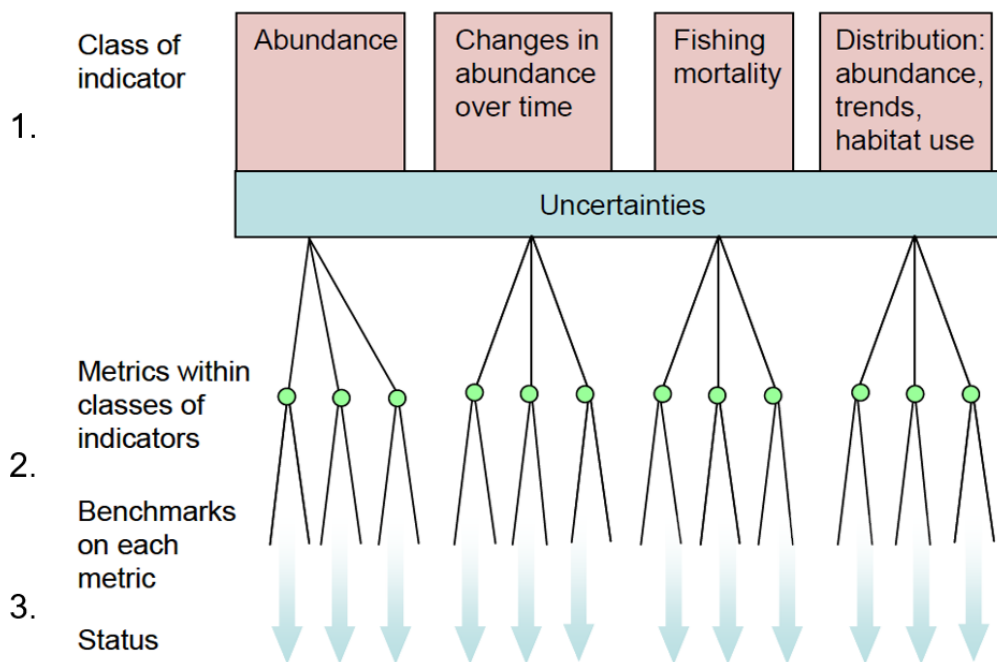 Class of
indicator
1.
Abundance
Changes in
abundance
over time
Fishing
mortality
Distribution:
abundance,
trends,
habitat use
Uncertainties
Metrics within
classes of
indicators
2.
Benchmarks
on each
metric
3.
Status